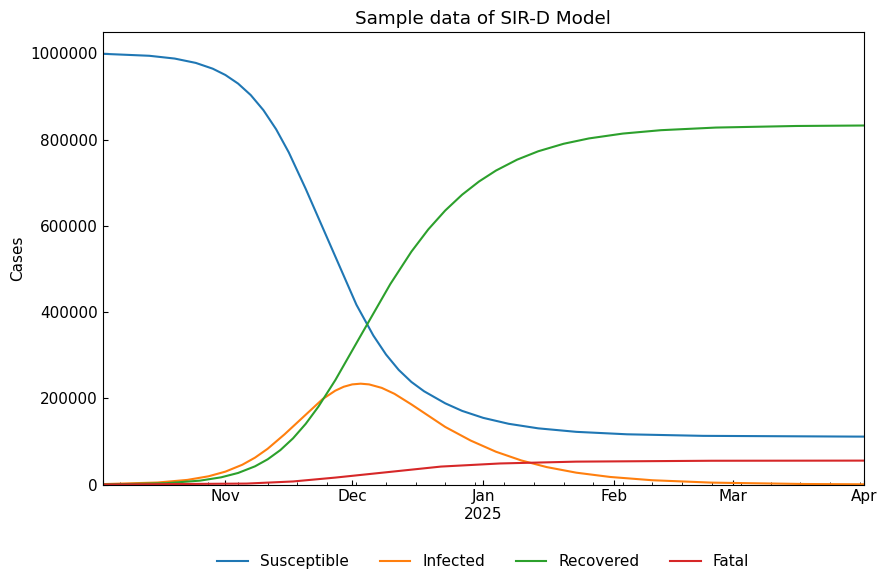 Sample data of SIR-D Model
Cases
1000000
800000
600000
400000
200000
0
Nov Dec Jan Feb Mar Apr
2025
Susceptible Infected Recovered Fatal